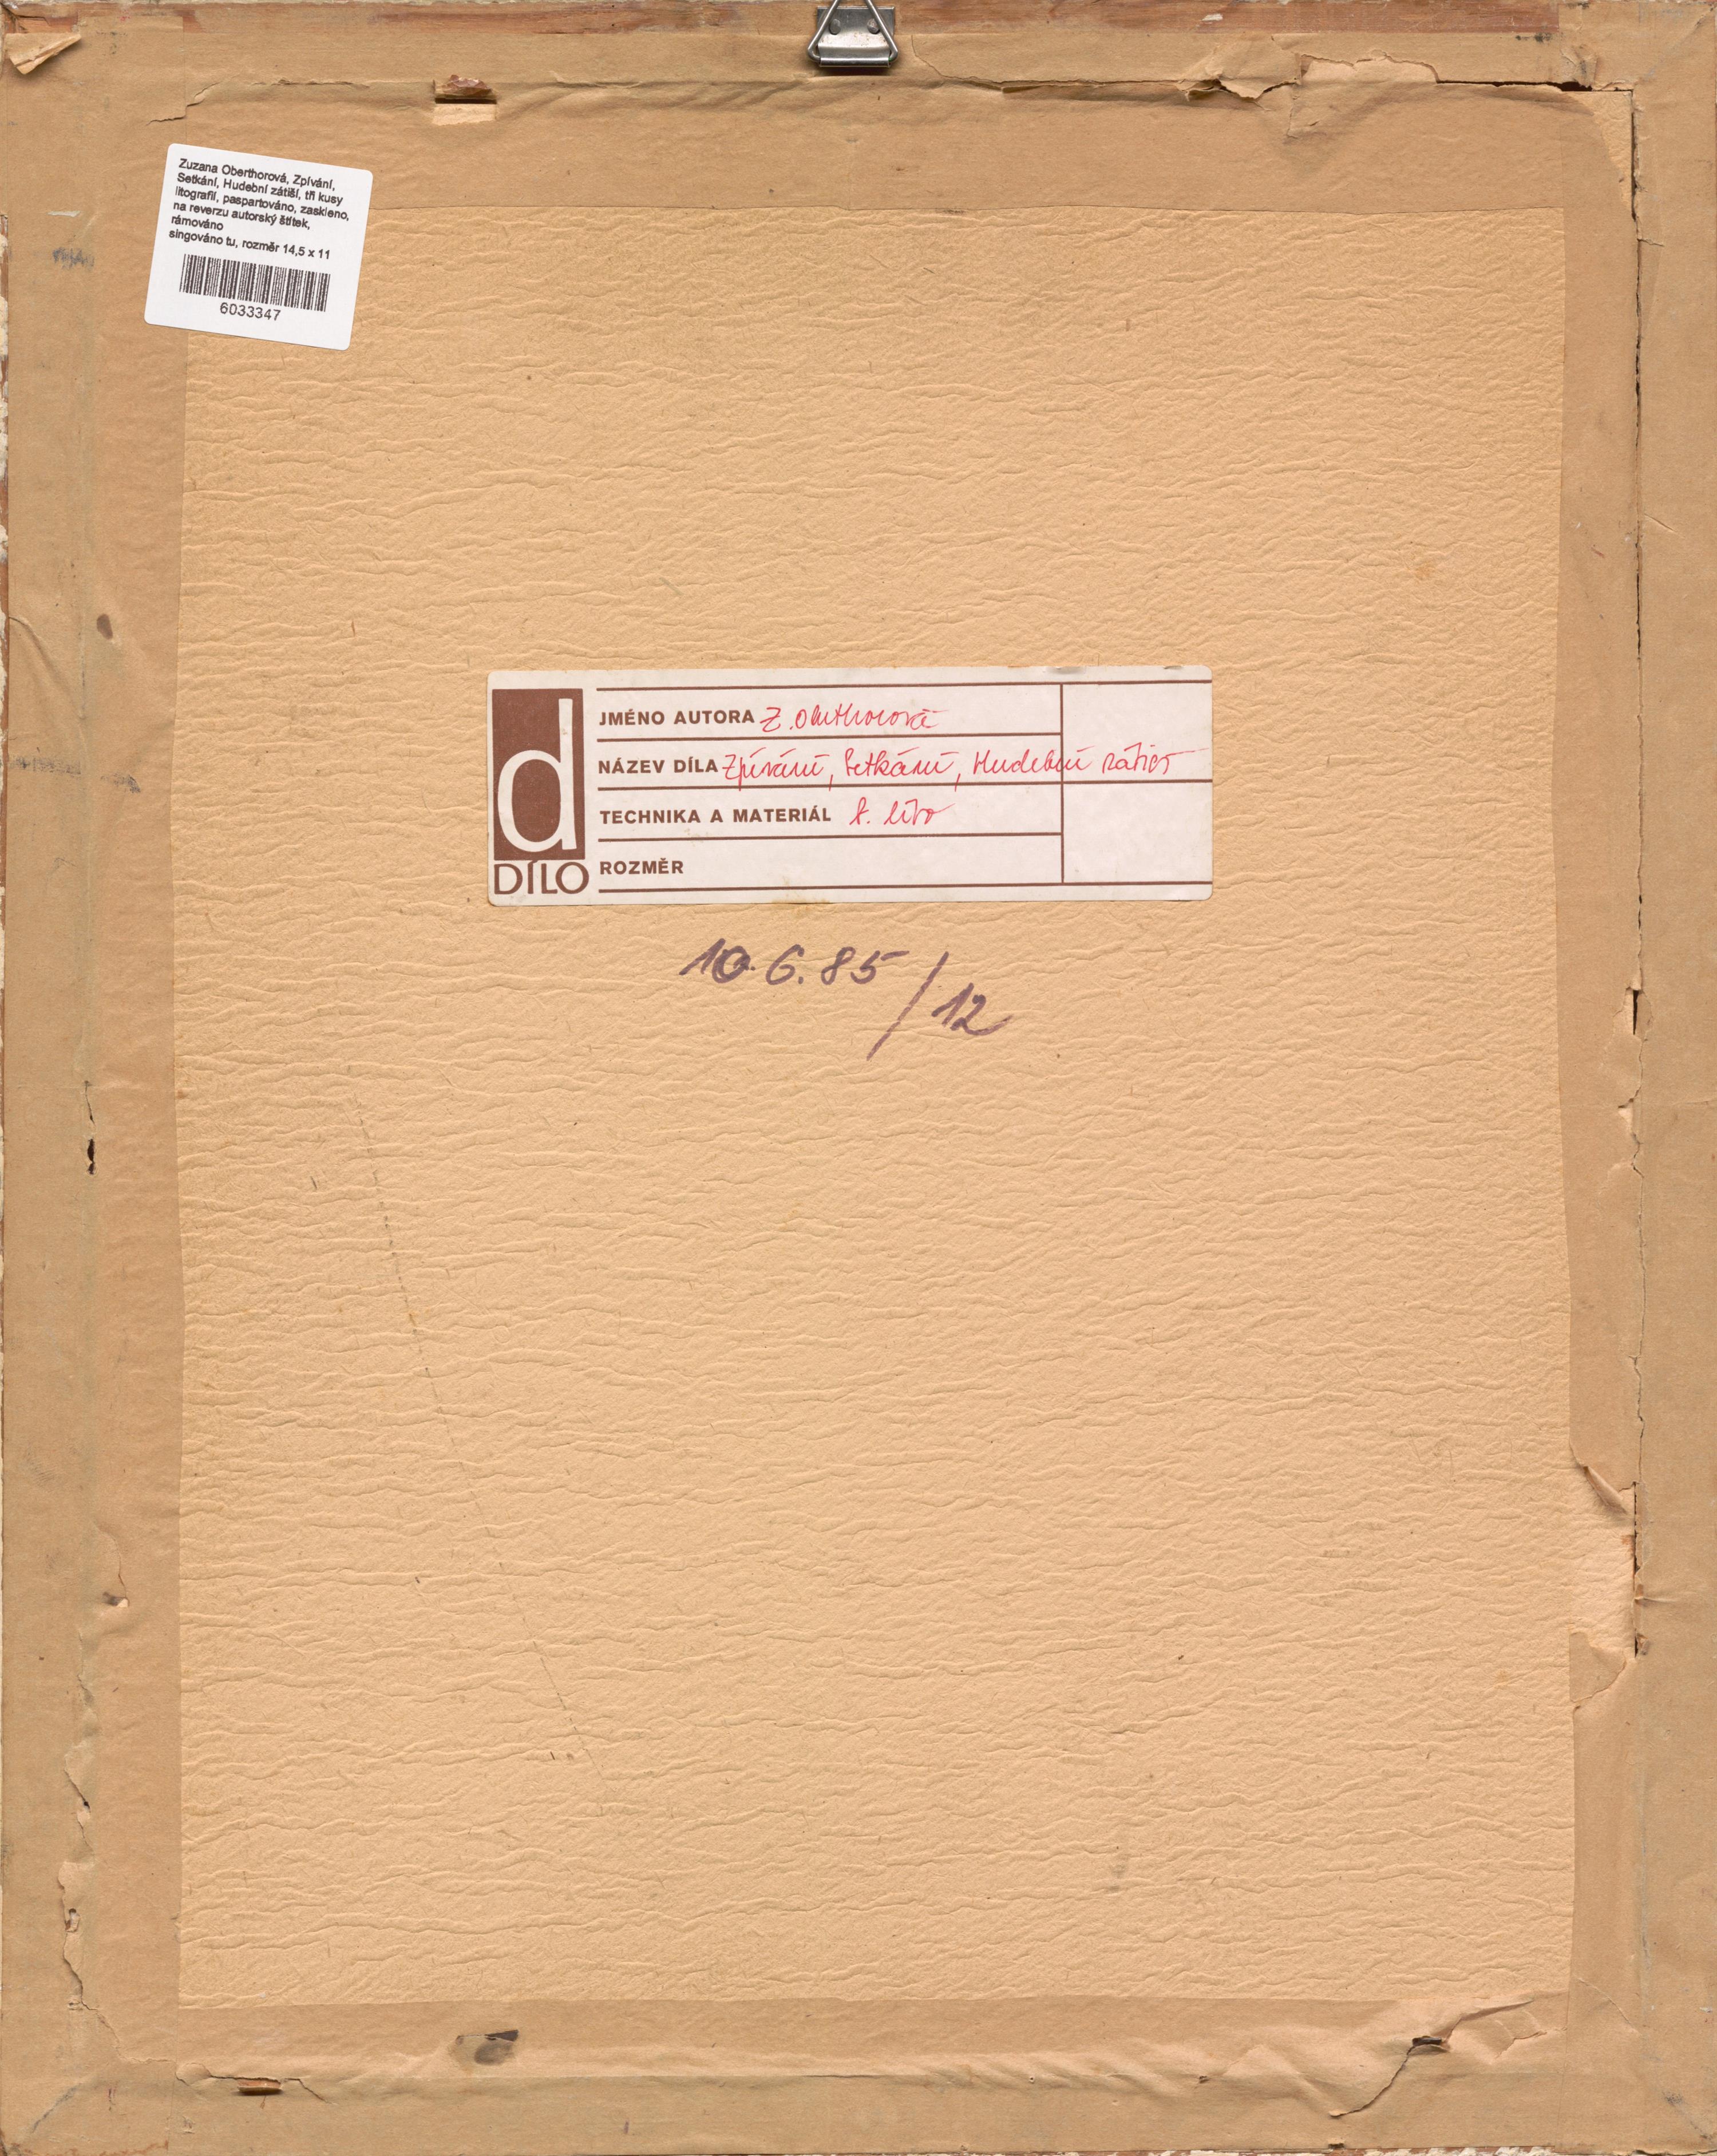 Zuzana Oberthorová, Zpívání,
Setkání, Hudební zátiší, tři kusy
litografií, paspartováno, zaskleno,
na reverzu autorský štítek,
rámováno
singováno tu, rozměr 14,5 x 11
6033347
d
DÍLO
JMÉNO AUTORA Z. Oberthorová
NÁZEV DÍLA Zpívání, Setkání, Hudební zátiší
TECHNIKA A MATERIÁL lito
ROZMĚR
10.6.85/12